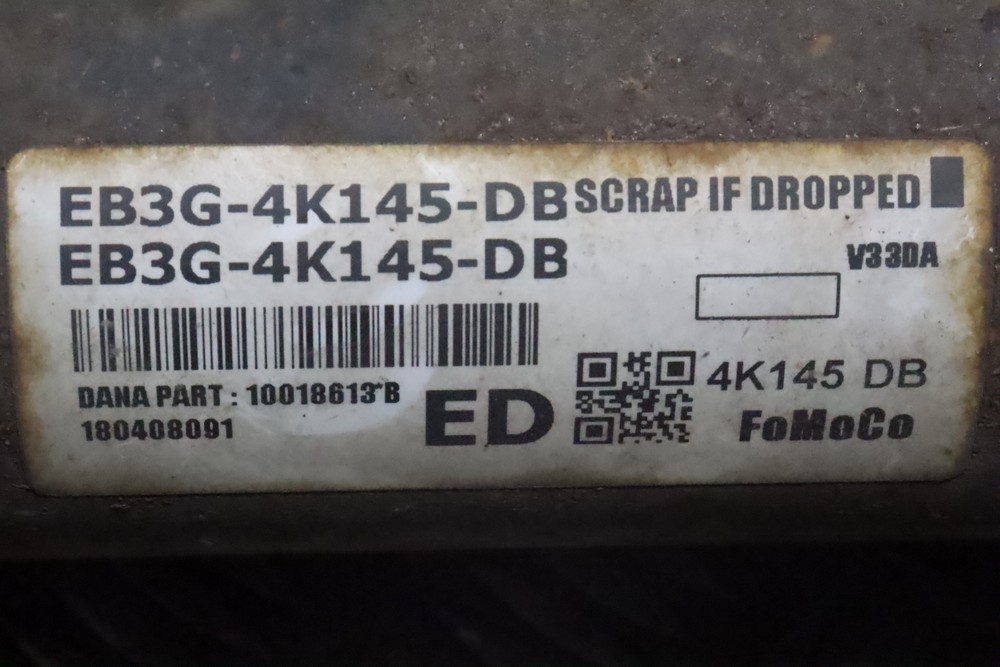 EB3G-4K145-DB SCRAP IF DROPPED
EB3G-4K145-DB
V33DA
DANA PART : 10018613 B
180408091
ED
4K145 DB
FoMoCo